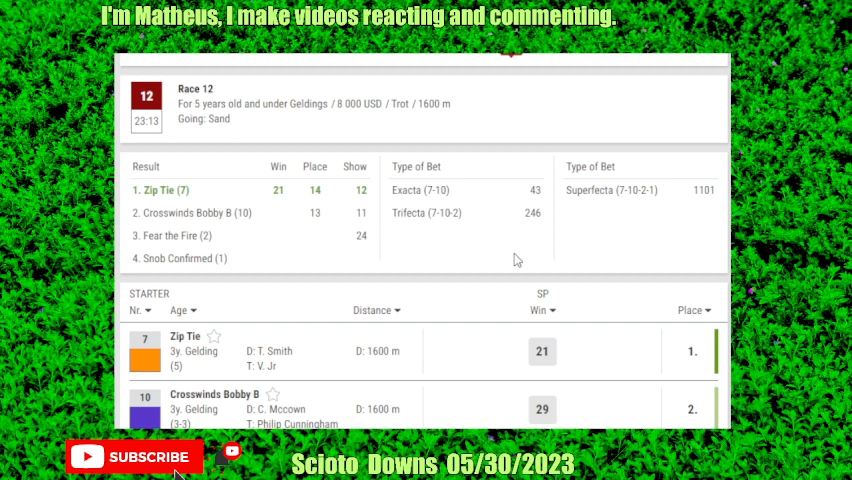 I'm Matheus, I make videos reacting and commenting.
12
23:13
Race 12
For 5 years old and under Geldings / 8 000 USD / Trot / 1600 m
Going: Sand
Result Win Place Show Type of Bet Type of Bet
1. Zip Tie (7) 21 14 12 Exacta (7-10) 43 Superfecta (7-10-2-1) 1101
2. Crosswinds Bobby B (10) 13 11 Trifecta (7-10-2) 246
3. Fear the Fire (2) 24
4. Snob Confirmed (1)
STARTER SP
Nr. Age Distance Win Place
7 Zip Tie
3y. Gelding D: T. Smith D: 1600 m 21 1.
(5) T: V. Jr
10 Crosswinds Bobby B
3y. Gelding D: C. Mccown D: 1600 m 29 2.
(3-3) T: Philip Cunningham
SUBSCRIBE
Scioto Downs 05/30/2023